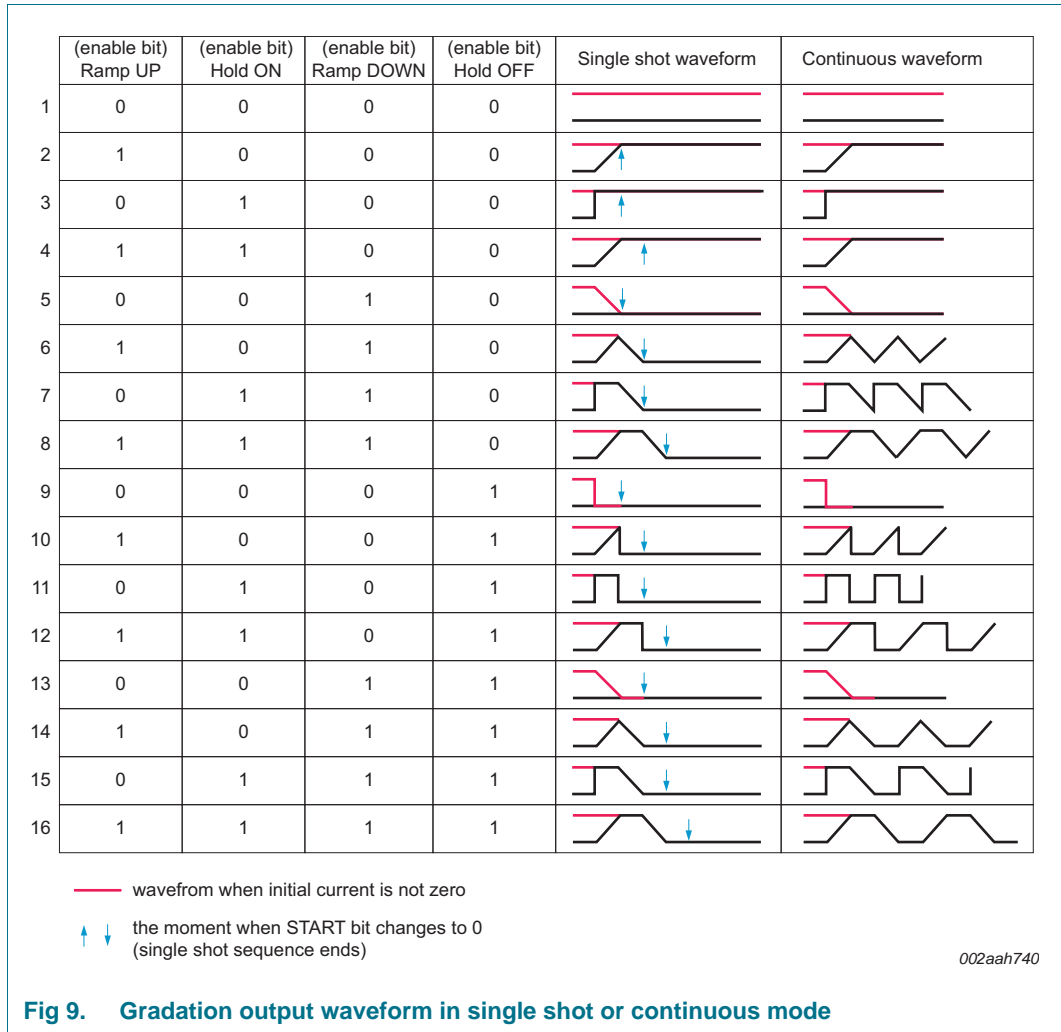 (enable bit) Ramp UP (enable bit) Hold ON (enable bit) Ramp DOWN (enable bit) Hold OFF Single shot waveform Continuous waveform
1 0 0 0 0
2 1 0 0 0
3 0 1 0 0
4 1 1 0 0
5 0 0 1 0
6 1 0 1 0
7 0 1 1 0
8 1 1 1 0
9 0 0 0 1
10 1 0 0 1
11 0 1 0 1
12 1 1 0 1
13 0 0 1 1
14 1 0 1 1
15 0 1 1 1
16 1 1 1 1
wavefrom when initial current is not zero
the moment when START bit changes to 0
(single shot sequence ends)
002aah740
Fig 9. Gradation output waveform in single shot or continuous mode